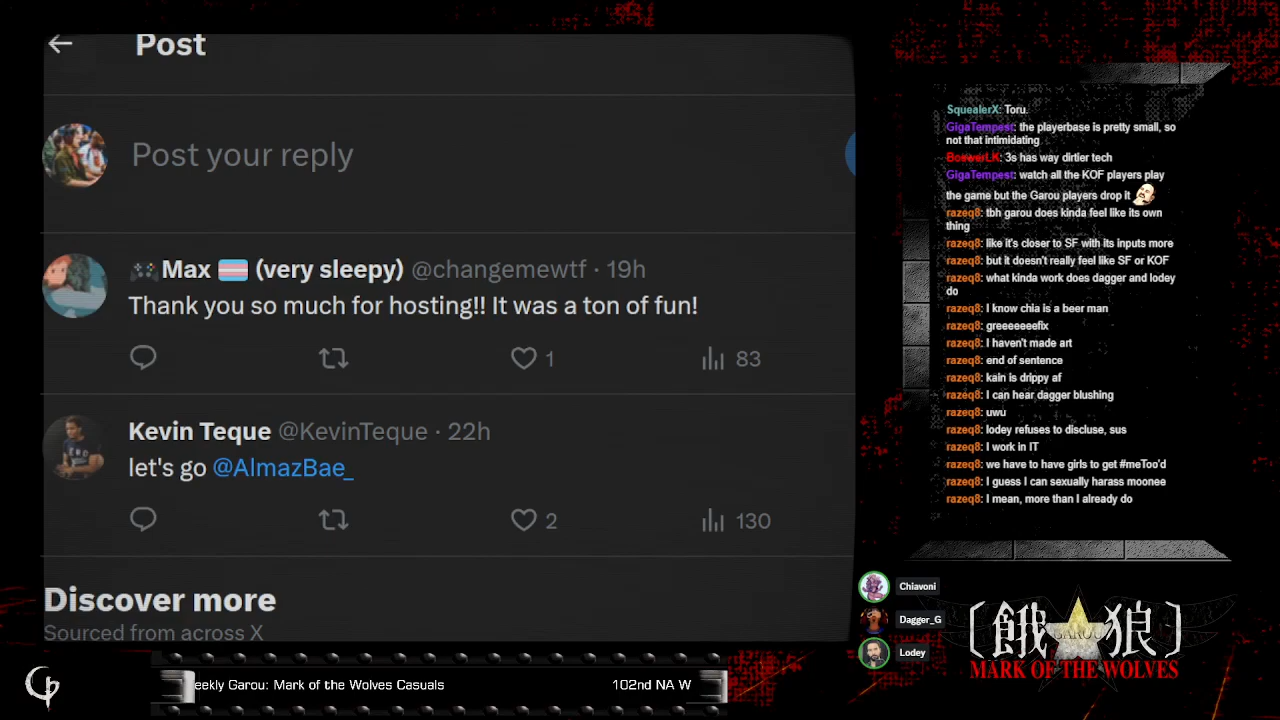 Post
Post your reply
Max (very sleepy) @changemewtf · 19h
Thank you so much for hosting!! It was a ton of fun!
1
83
Kevin Teque @KevinTeque · 22h
let's go @AlmazBae_
2
130
Discover more
Sourced from across X
SquealerX: Toru.
GigaTempest: the playerbase is pretty small, so
not that intimidating
BowserLK: 3s has way dirtier tech
GigaTempest: watch all the KOF players play
the game but the Garou players drop it
razeq8: tbh garou does kinda feel like its own
thing
razeq8: like it's closer to SF with its inputs more
razeq8: but it doesn't really feel like SF or KOF
razeq8: what kinda work does dagger and lodey
do
razeq8: I know chia is a beer man
razeq8: greeeeeeefix
razeq8: I haven't made art
razeq8: end of sentence
razeq8: kain is drippy af
razeq8: I can hear dagger blushing
razeq8: uwu
razeq8: lodey refuses to disclose, sus
razeq8: I work in IT
razeq8: we have to have girls to get #meToo'd
razeq8: I guess I can sexually harass moonee
razeq8: I mean, more than I already do
Chiavoni
Dagger_G
Lodey
餓狼
GAROU
MARK OF THE WOLVES
eekly Garou: Mark of the Wolves Casuals
102nd NA W